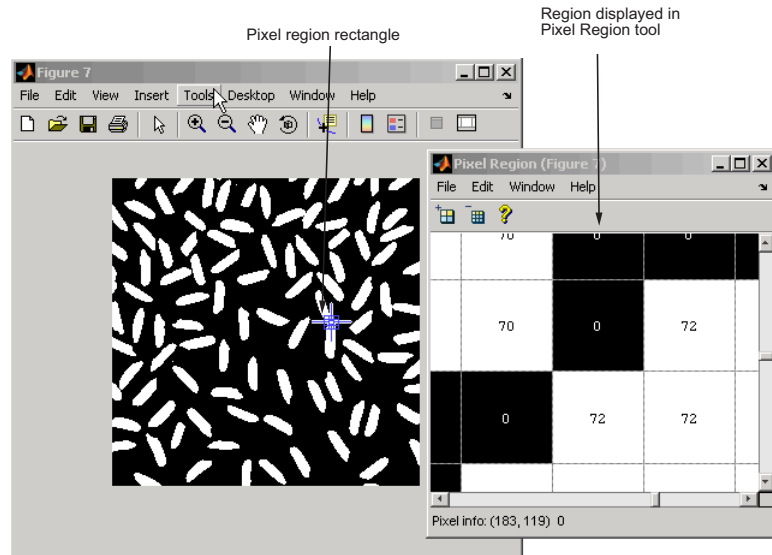 Pixel region rectangle
Region displayed in
Pixel Region tool
Figure 7
File Edit View Insert Tools Desktop Window Help
Pixel Region (Figure 7)
File Edit Window Help
70 0 0
70 0 72
0 72 72
Pixel info: (183, 119) 0